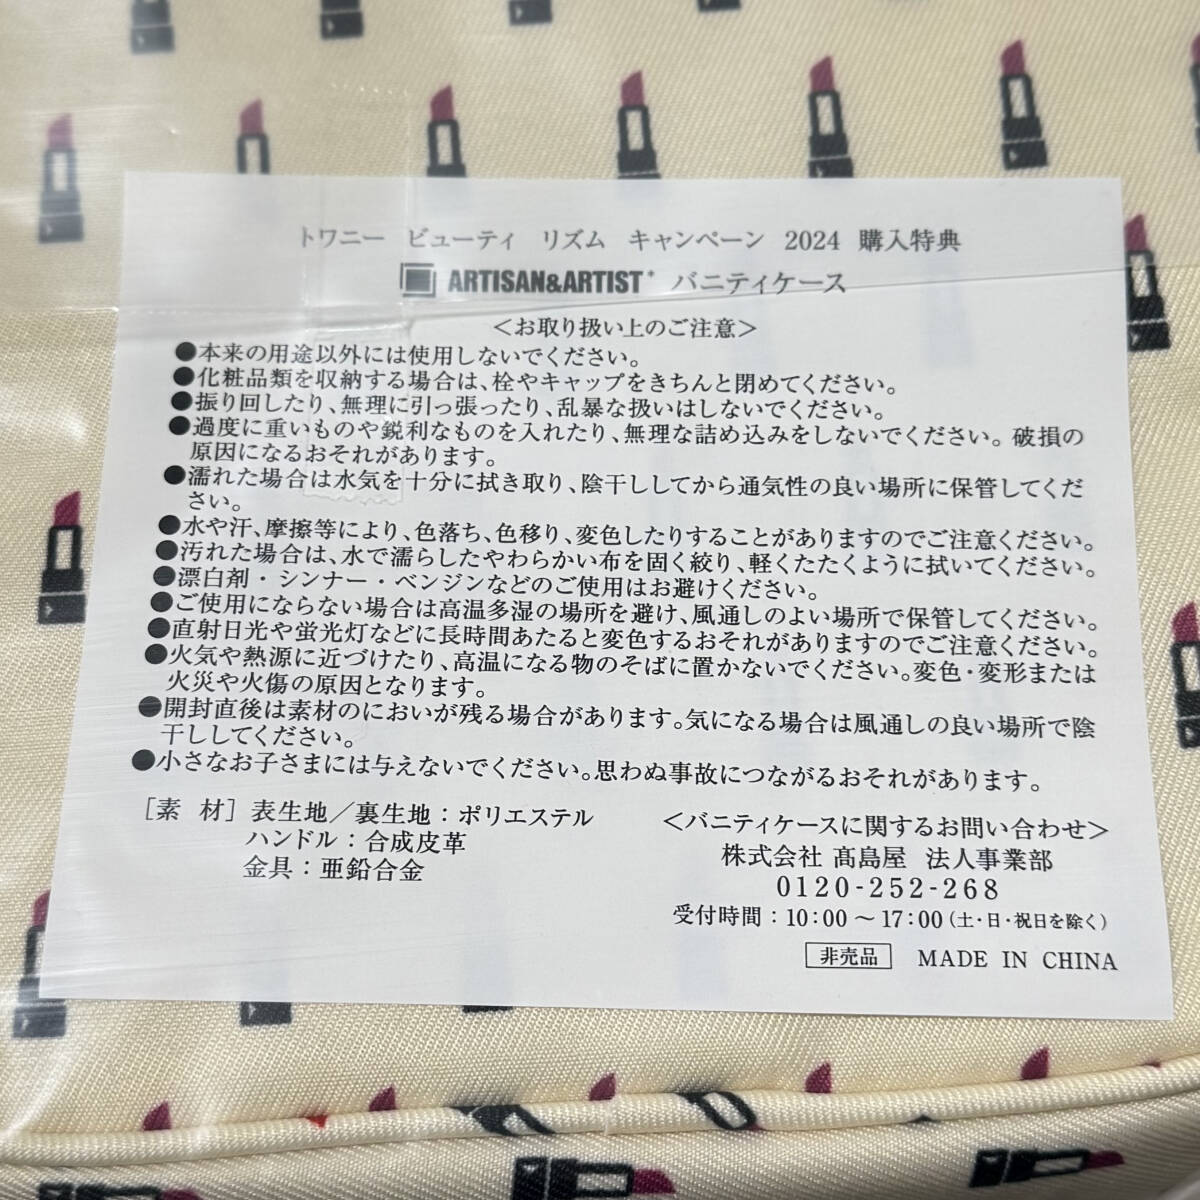 トワニー ビューティ リズム キャンペーン 2024 購入特典
ARTISAN&ARTIST* バニティケース
＜お取り扱い上のご注意＞
●本来の用途以外には使用しないでください。
●化粧品類を収納する場合は、栓やキャップをきちんと閉めてください。
●振り回したり、無理に引っ張ったり、乱暴な扱いはしないでください。
●過度に重いものや鋭利なものを入れたり、無理な詰め込みをしないでください。破損の
原因になるおそれがあります。
●濡れた場合は水気を十分に拭き取り、陰干ししてから通気性の良い場所に保管してくだ
さい。
●水や汗、摩擦等により、色落ち、色移り、変色したりすることがありますのでご注意ください。
●汚れた場合は、水で濡らしたやわらかい布を固く絞り、軽くたたくように拭いてください。
●漂白剤・シンナー・ベンジンなどのご使用はお避けください。
●ご使用にならない場合は高温多湿の場所を避け、風通しのよい場所で保管してください。
●直射日光や蛍光灯などに長時間あたると変色するおそれがありますのでご注意ください。
●火気や熱源に近づけたり、高温になる物のそばに置かないでください。変色・変形または
火災や火傷の原因となります。
●開封直後は素材のにおいが残る場合があります。気になる場合は風通しの良い場所で陰
干ししてください。
●小さなお子さまには与えないでください。思わぬ事故につながるおそれがあります。
［素 材］表生地／裏生地：ポリエステル
ハンドル：合成皮革
金具：亜鉛合金
＜バニティケースに関するお問い合わせ＞
株式会社 髙島屋 法人事業部
0120-252-268
受付時間：10:00～17:00（土・日・祝日を除く）
非売品 MADE IN CHINA